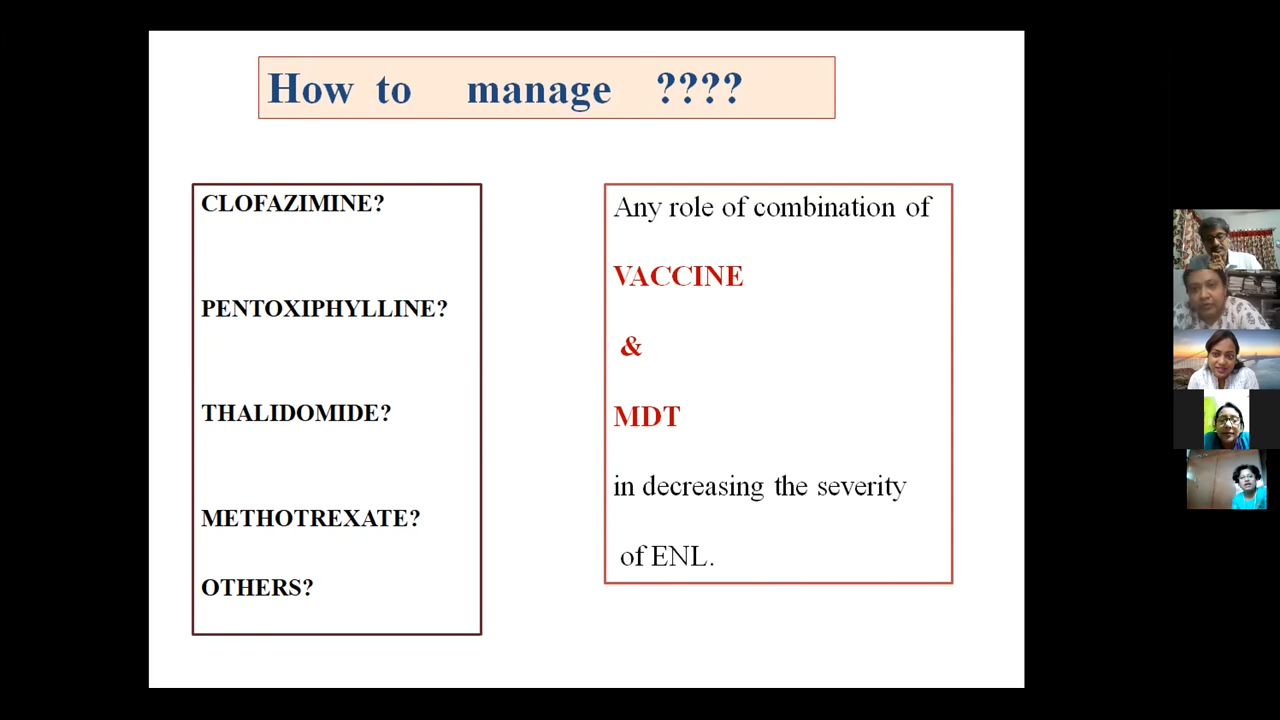 How to manage ????
CLOFAZIMINE?
PENTOXIPHYLLINE?
THALIDOMIDE?
METHOTREXATE?
OTHERS?
Any role of combination of
VACCINE
&
MDT
in decreasing the severity
of ENL.